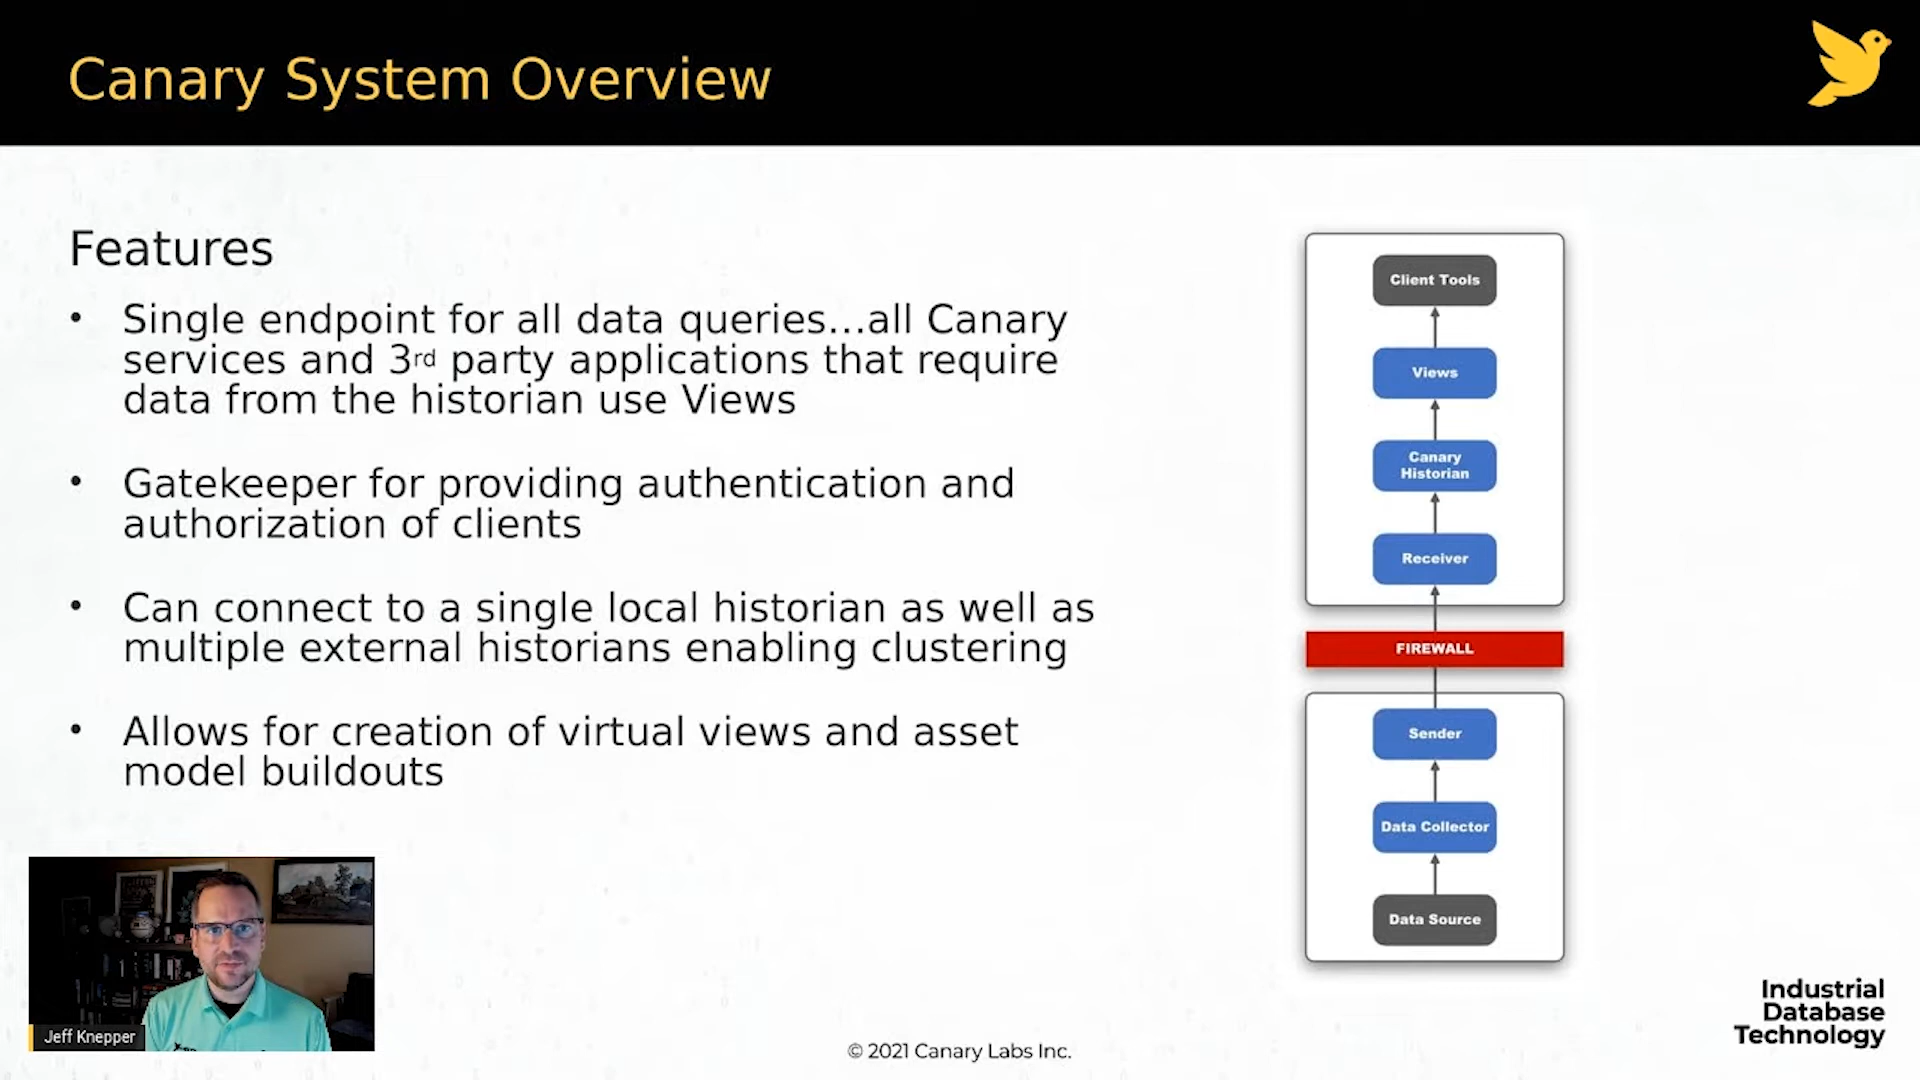 Canary System Overview
Features
• Single endpoint for all data queries...all Canary
services and 3rd party applications that require
data from the historian use Views
• Gatekeeper for providing authentication and
authorization of clients
• Can connect to a single local historian as well as
multiple external historians enabling clustering
• Allows for creation of virtual views and asset
model buildouts
Client Tools
Views
Canary
Historian
Receiver
FIREWALL
Sender
Data Collector
Data Source
Jeff Knepper
© 2021 Canary Labs Inc.
Industrial
Database
Technology